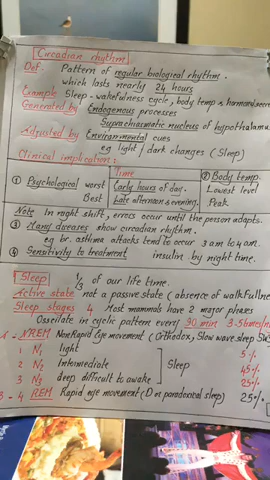 Circadian rhythm
Def. Pattern of regular biological rhythm.
which lasts nearly 24 hours
Example Sleep-wakefulness cycle, body temp & hormonal
Generated by Endogenous processes
Suprachiasmatic nucleus of hypothalamus
Adjusted by Environmental cues
eg light/dark changes (Sleep)
Clinical implication:
Time
① Psychological worst Early hours of day. ② Body temp. Lowest level
Best Late afternoon & evening. Peak.
Note In night shift, errors occur until the person adapts.
③ Many diseases show circadian rhythm.
eg br. asthma attacks tend to occur 3 am to 4 am.
④ Sensitivity to treatment insulin by night time.
Sleep 1/3 of our life time.
Active state not a passive state (absence of wakfullne
Sleep stages 4 Most mammals have 2 major phases
Osscilate in cyclic pattern every 90 min 3-5 times/n
NREM Non Rapid eye movement (Orthodox, Slow wave sleep SW
1 N₁ light 5%
2 N₂ Intermediate Sleep 45%
3 N₃ deep difficult to awake 25%
3-4 REM Rapid eye movement (D or paradoxical sleep) 25%